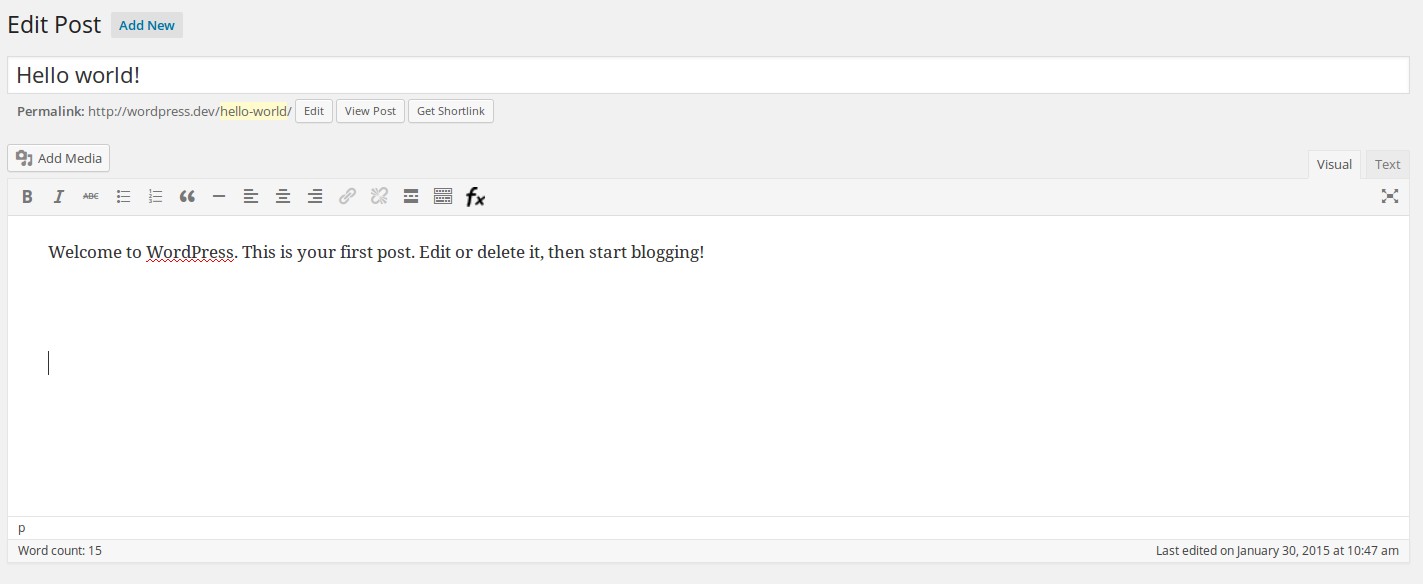 Edit Post Add New
Hello world!
Permalink: http://wordpress.dev/hello-world/ Edit View Post Get Shortlink
Add Media
Visual Text
B I ABC fx
Welcome to WordPress. This is your first post. Edit or delete it, then start blogging!
p
Word count: 15 Last edited on January 30, 2015 at 10:47 am